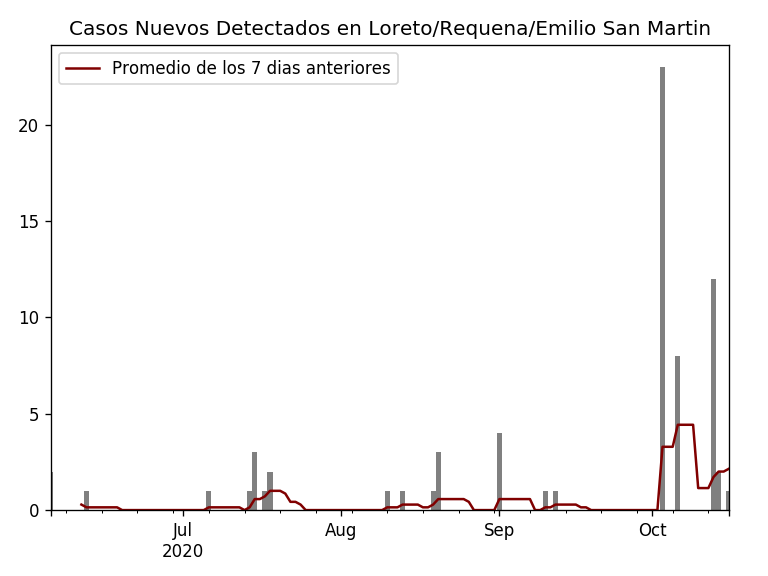 Casos Nuevos Detectados en Loreto/Requena/Emilio San Martin
Promedio de los 7 dias anteriores
20
15
10
5
0
Jul Aug Sep Oct
2020